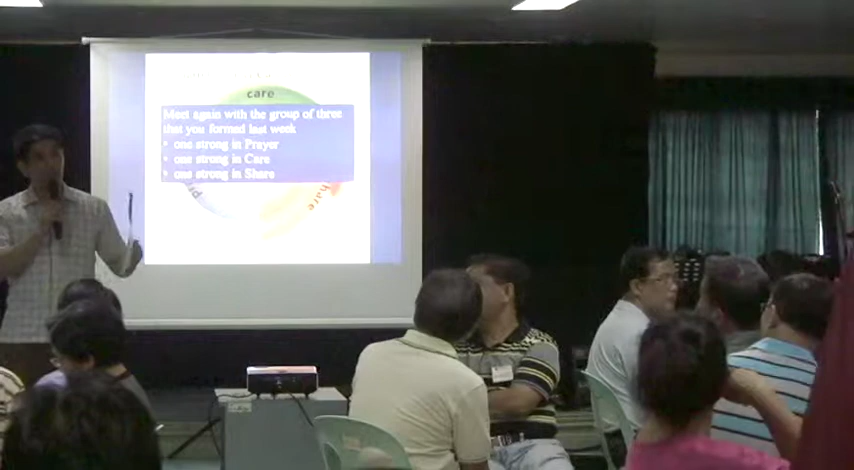 care
Meet again with the group of three
that you formed last week
• one strong in Prayer
• one strong in Care
• one strong in Share
share